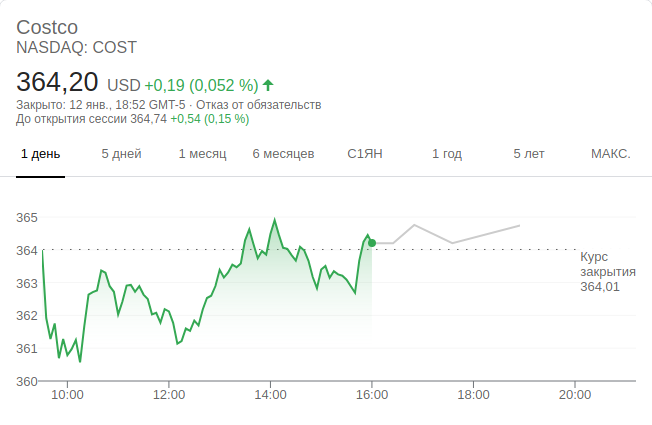 Costco
NASDAQ: COST
364,20 USD +0,19 (0,052 %)
Закрыто: 12 янв., 18:52 GMT-5 · Отказ от обязательств
До открытия сессии 364,74 +0,54 (0,15 %)
1 день 5 дней 1 месяц 6 месяцев С1ЯН 1 год 5 лет МАКС.
365
364
Курс
закрытия
363
364,01
362
361
360
10:00 12:00 14:00 16:00 18:00 20:00